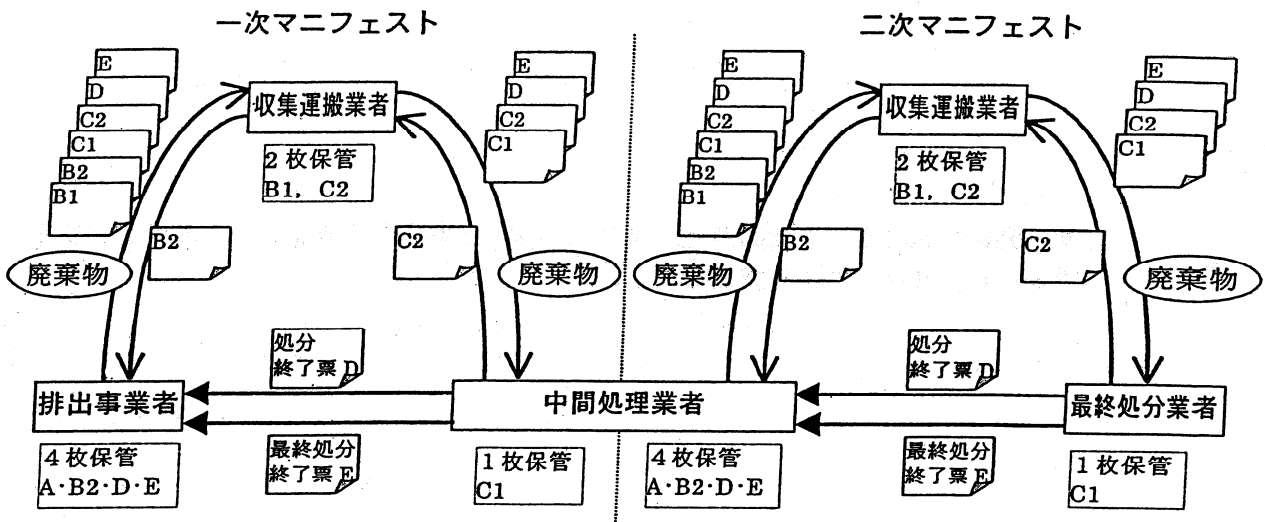 一次マニフェスト
二次マニフェスト
E
D
C2
C1
B2
B1
収集運搬業者
2枚保管
B1, C2
E
D
C2
C1
B2
C2
廃棄物
廃棄物
処分
終了票D
排出事業者
最終処分
終了票E
4枚保管
A·B2·D·E
中間処理業者
1枚保管
C1
E
D
C2
C1
B2
B1
収集運搬業者
2枚保管
B1, C2
E
D
C2
C1
B2
C2
廃棄物
廃棄物
処分
終了票D
最終処分業者
最終処分
終了票E
4枚保管
A·B2·D·E
1枚保管
C1